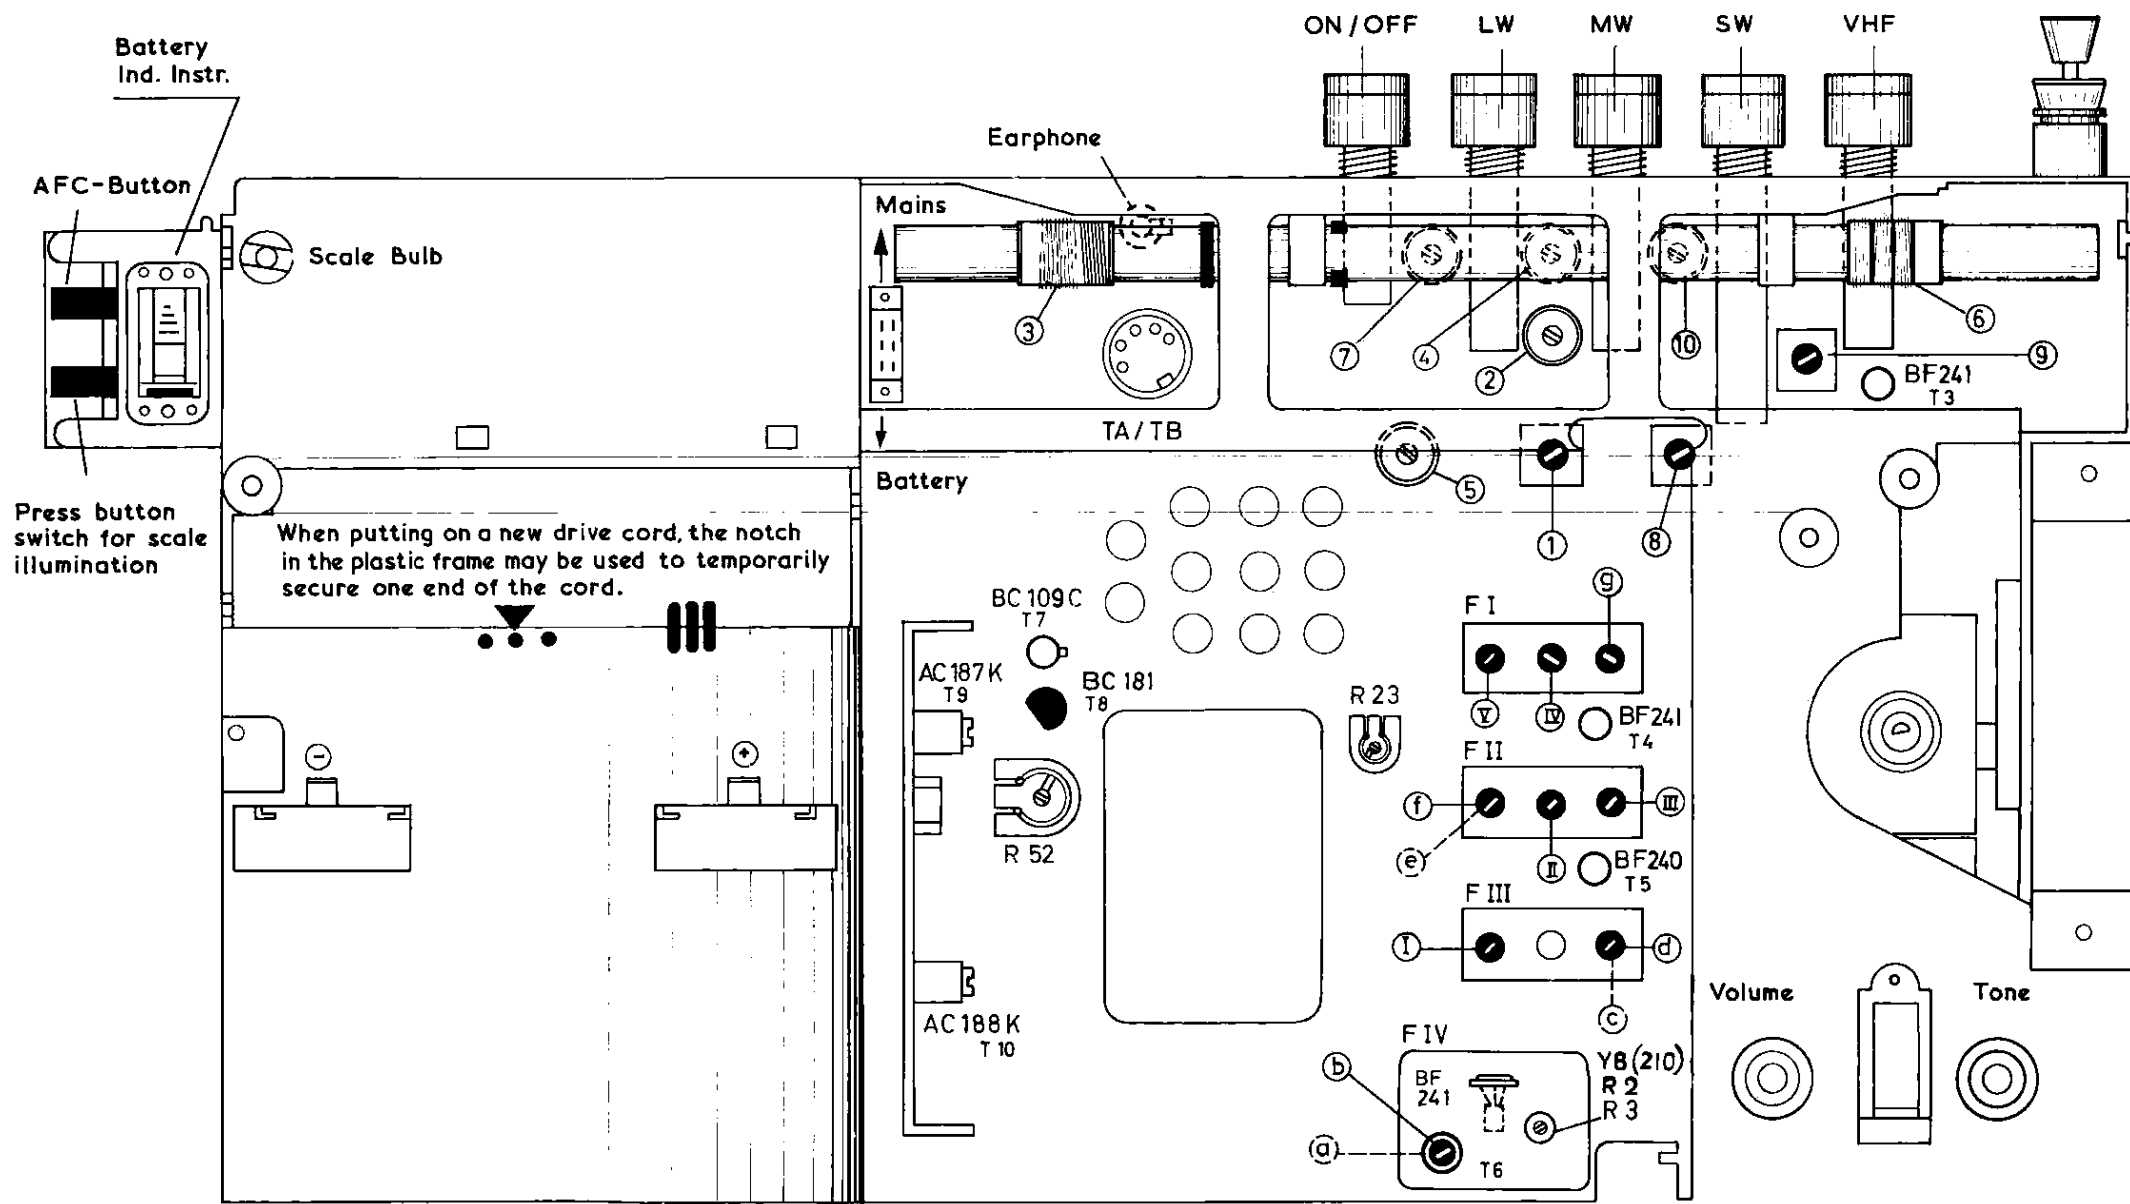 ON / OFF
LW
MW
SW
VHF
Battery
Ind. Instr.
Earphone
AFC-Button
Mains
Scale Bulb
③
⑦
④
②
⑩
⑥
⑨
BF241
T3
TA/TB
Battery
⑤
①
⑧
Press button
switch for scale
illumination
When putting on a new drive cord, the notch
in the plastic frame may be used to temporarily
secure one end of the cord.
BC 109 C
T7
F I
g
AC 187 K
T9
BC 181
T8
R 23
V
IV
BF241
T4
−
+
F II
f
III
e
II
BF240
T5
R 52
F III
I
d
c
AC 188 K
T 10
Volume
Tone
F IV
b
BF
241
YB (210)
R 2
R 3
a
T6